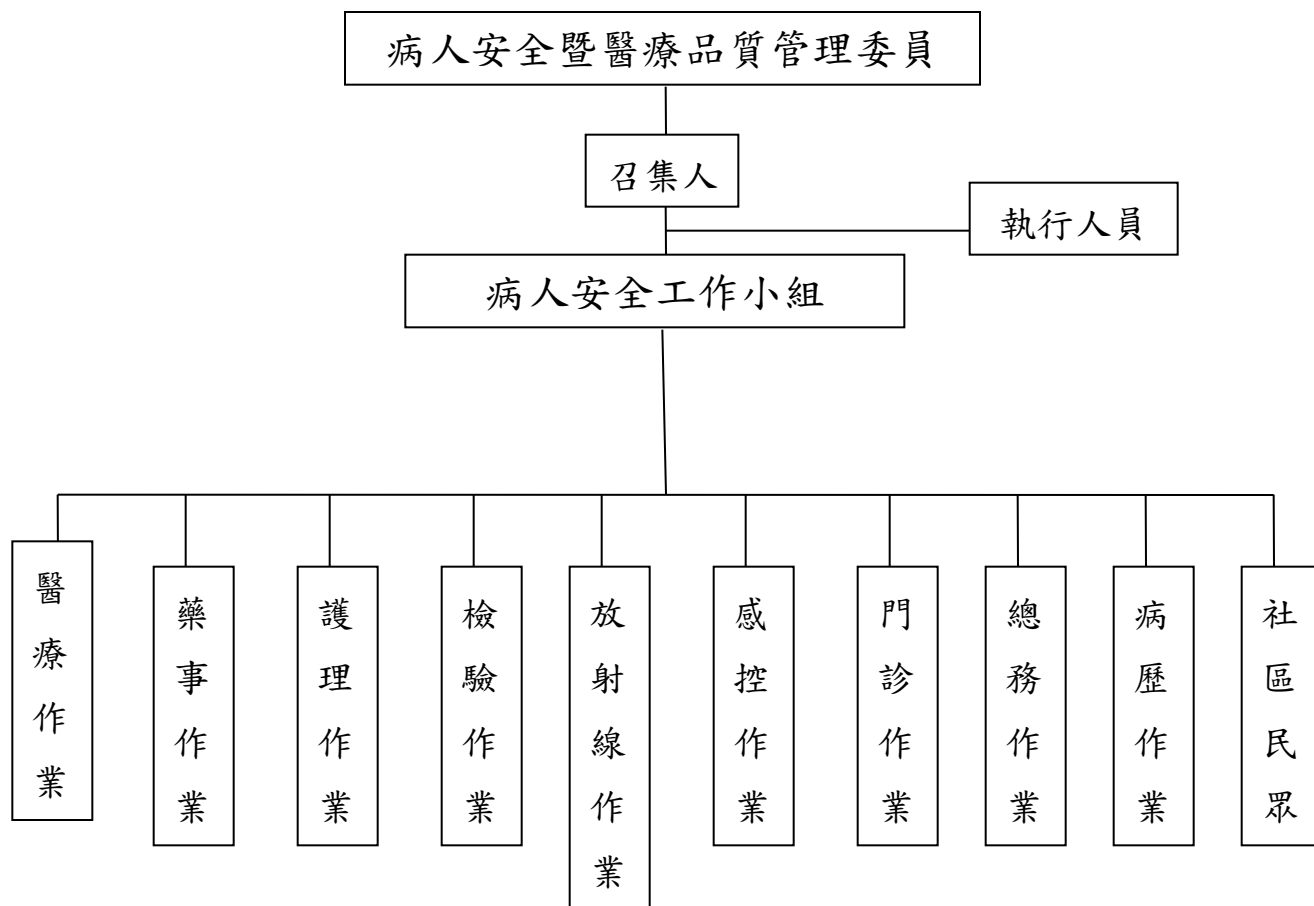 病人安全暨醫療品質管理委員
召集人
執行人員
病人安全工作小組
醫療作業
藥事作業
護理作業
檢驗作業
放射線作業
感控作業
門診作業
總務作業
病歷作業
社區民眾